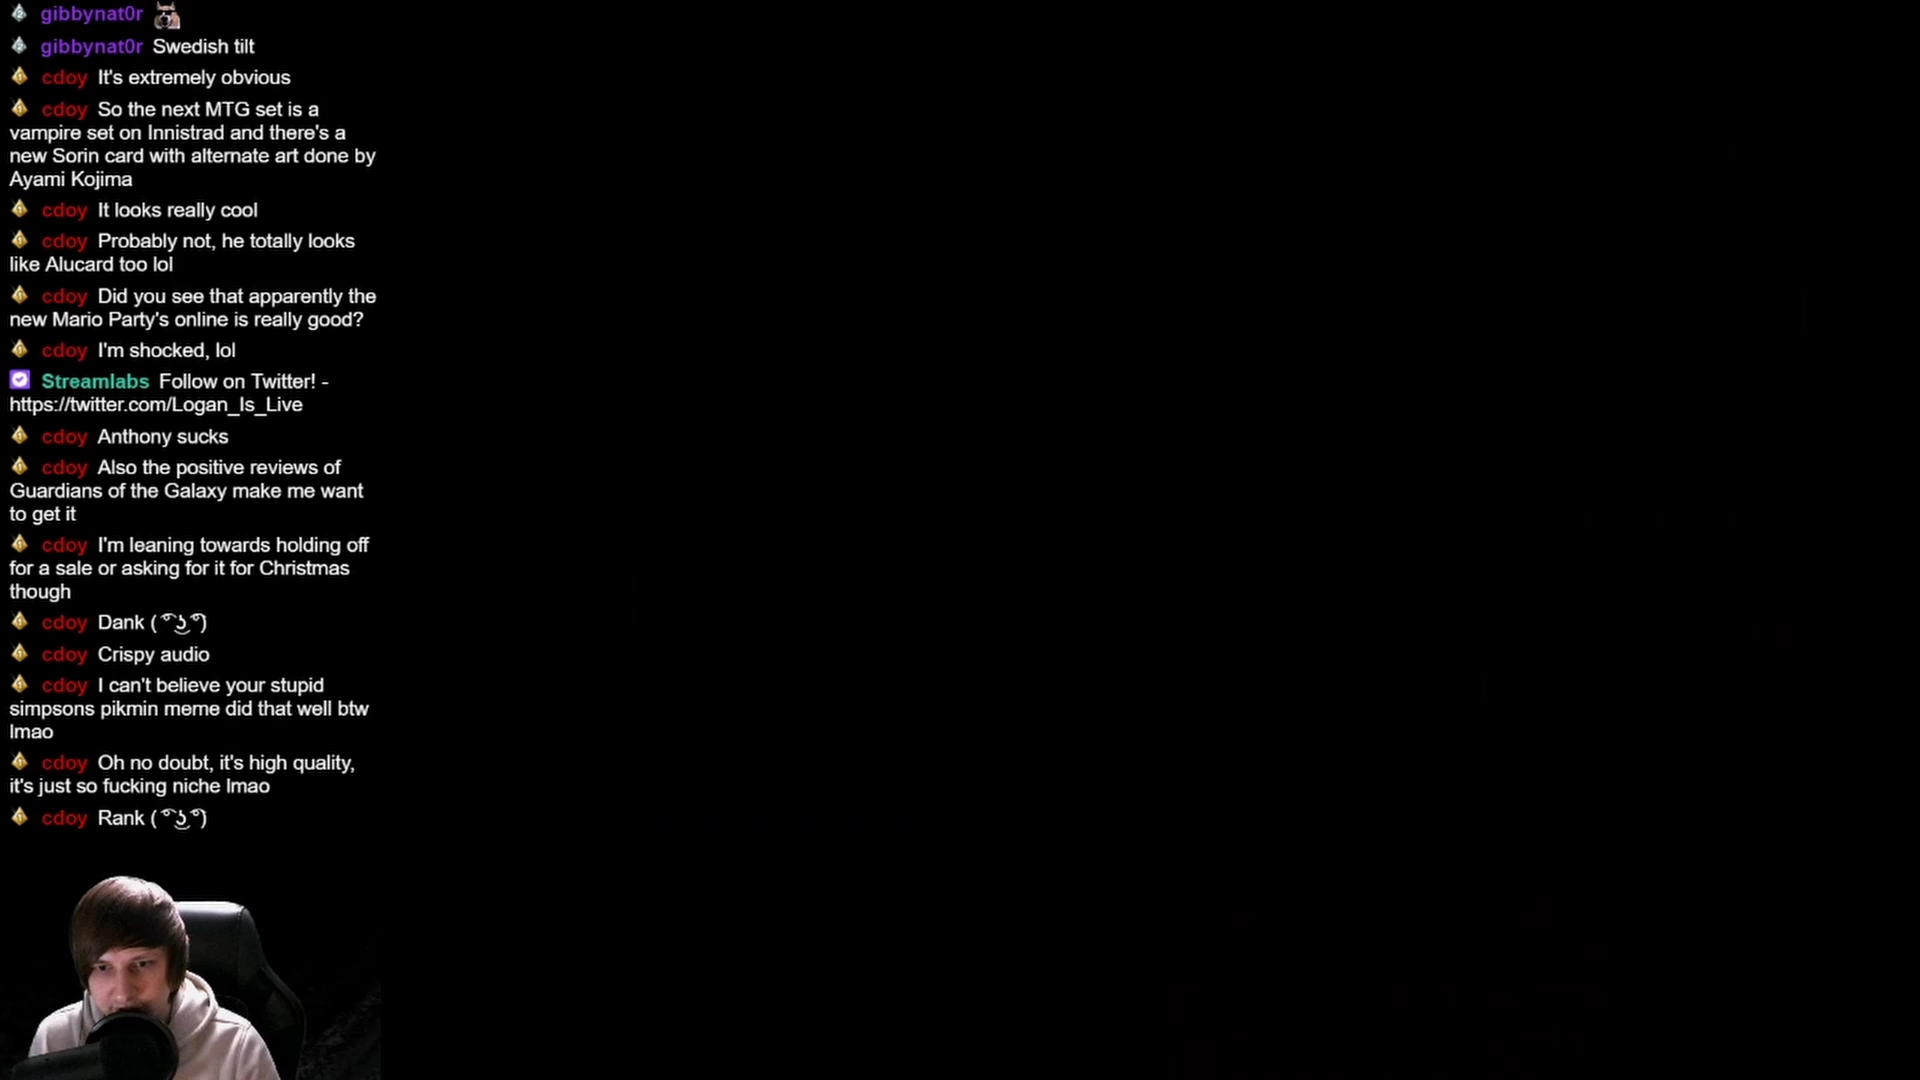 gibbynat0r
gibbynat0r Swedish tilt
cdoy It's extremely obvious
cdoy So the next MTG set is a
vampire set on Innistrad and there's a
new Sorin card with alternate art done by
Ayami Kojima
cdoy It looks really cool
cdoy Probably not, he totally looks
like Alucard too lol
cdoy Did you see that apparently the
new Mario Party's online is really good?
cdoy I'm shocked, lol
Streamlabs Follow on Twitter! -
https://twitter.com/Logan_Is_Live
cdoy Anthony sucks
cdoy Also the positive reviews of
Guardians of the Galaxy make me want
to get it
cdoy I'm leaning towards holding off
for a sale or asking for it for Christmas
though
cdoy Dank ( ͡° ͜ʖ ͡°)
cdoy Crispy audio
cdoy I can't believe your stupid
simpsons pikmin meme did that well btw
lmao
cdoy Oh no doubt, it's high quality,
it's just so fucking niche lmao
cdoy Rank ( ͡° ͜ʖ ͡°)